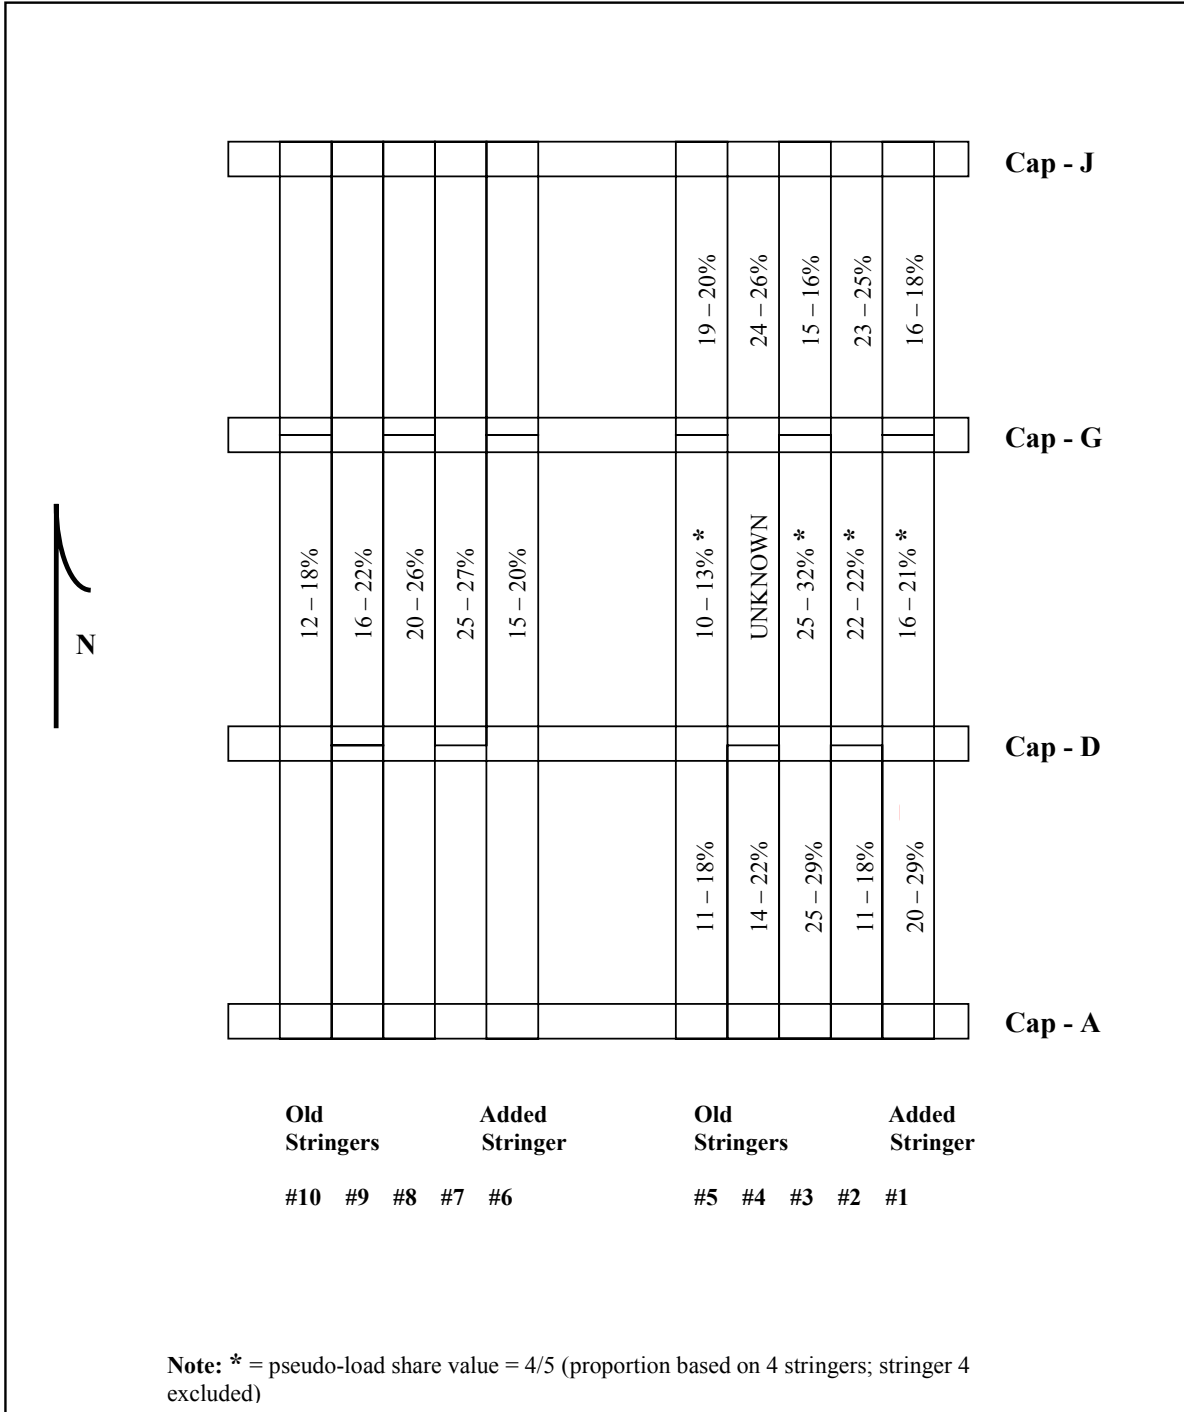 Cap - J
19 – 20%
24 – 26%
15 – 16%
23 – 25%
16 – 18%
Cap - G
12 – 18%
16 – 22%
20 – 26%
25 – 27%
15 – 20%
10 – 13% *
UNKNOWN
25 – 32% *
22 – 22% *
16 – 21% *
N
Cap - D
11 – 18%
14 – 22%
25 – 29%
11 – 18%
20 – 29%
Cap - A
Old
Stringers
Added
Stringer
Old
Stringers
Added
Stringer
#10 #9 #8 #7 #6 #5 #4 #3 #2 #1
Note: * = pseudo-load share value = 4/5 (proportion based on 4 stringers; stringer 4
excluded)